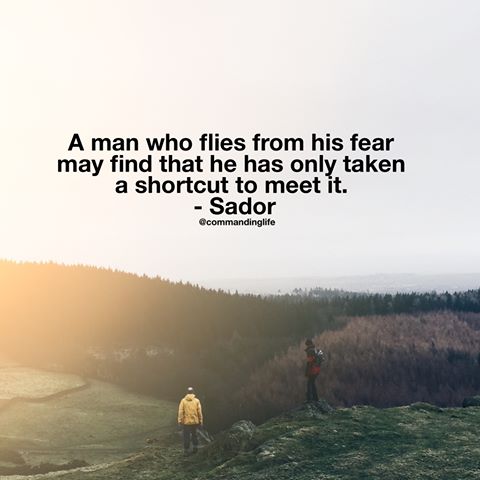 A man who flies from his fear
may find that he has only taken
a shortcut to meet it.
- Sador
@commandinglife